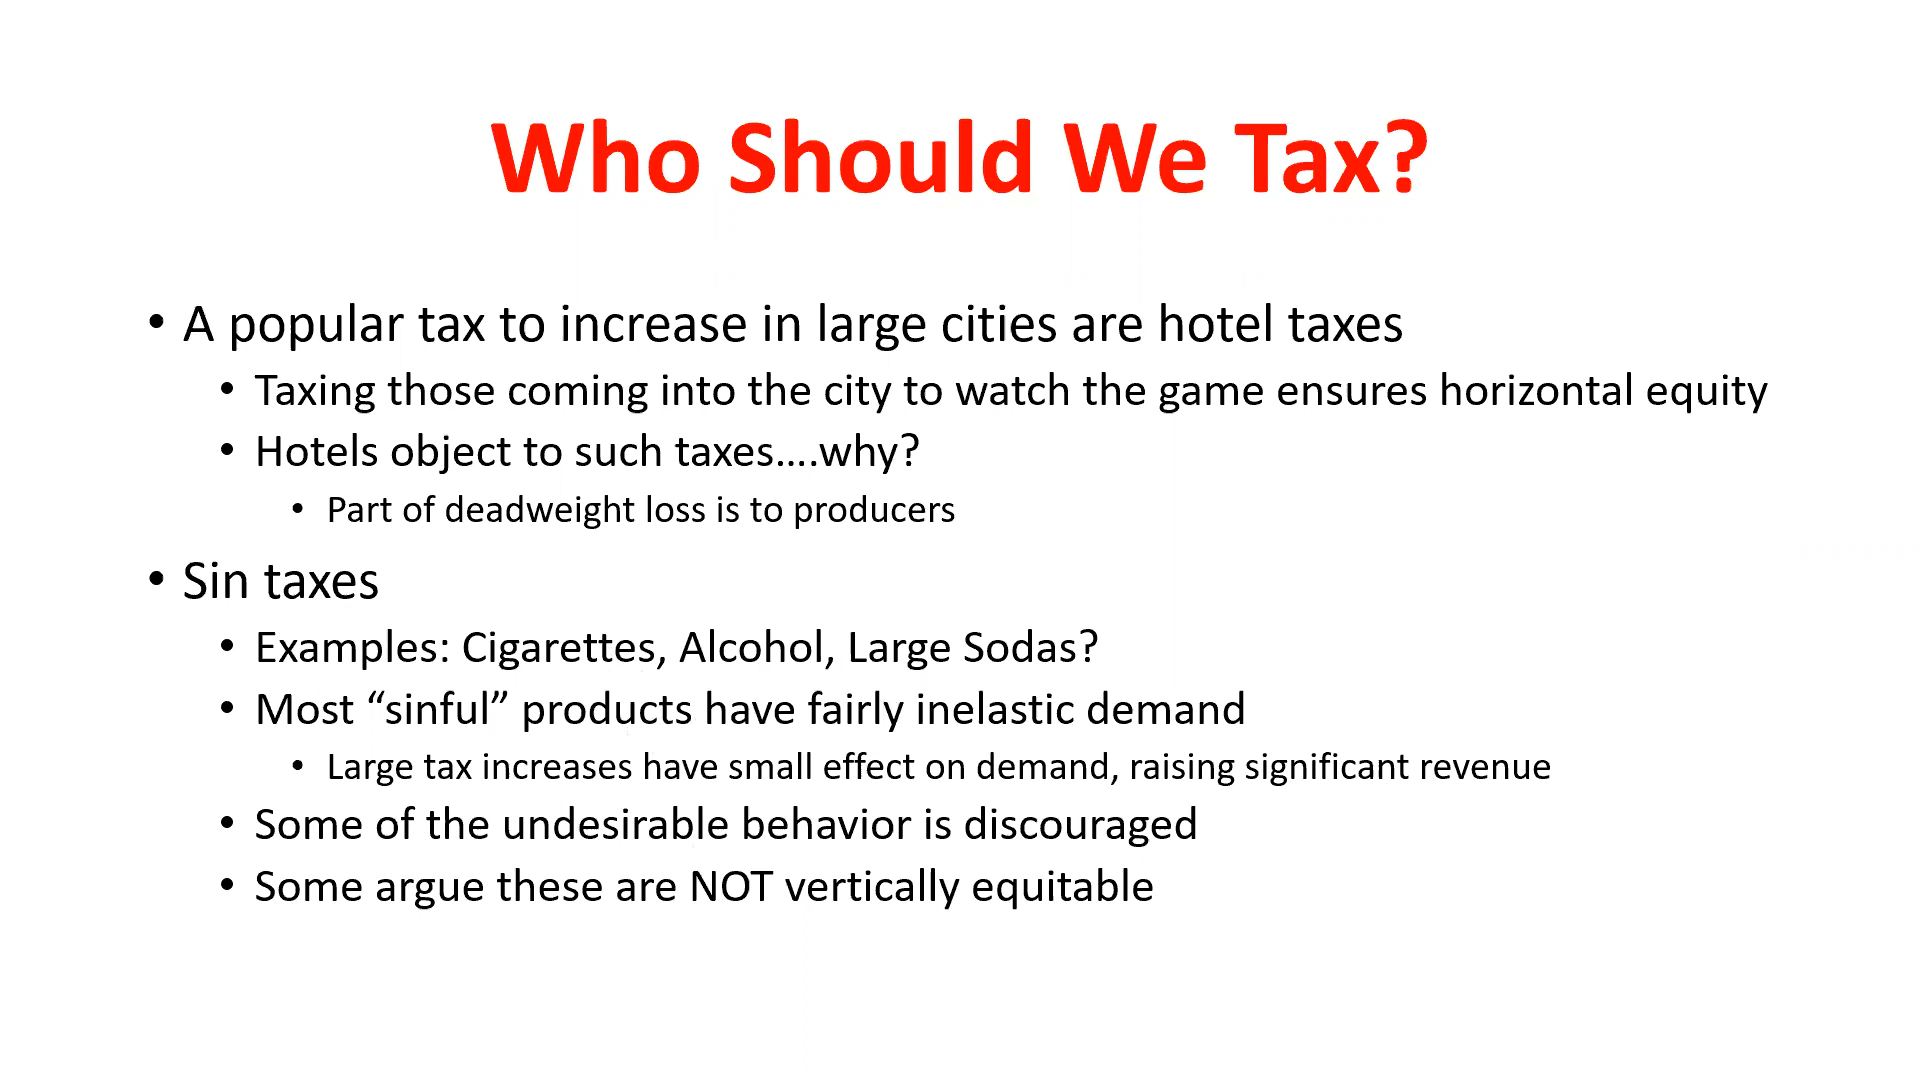 Who Should We Tax?
• A popular tax to increase in large cities are hotel taxes
• Taxing those coming into the city to watch the game ensures horizontal equity
• Hotels object to such taxes....why?
• Part of deadweight loss is to producers
• Sin taxes
• Examples: Cigarettes, Alcohol, Large Sodas?
• Most “sinful” products have fairly inelastic demand
• Large tax increases have small effect on demand, raising significant revenue
• Some of the undesirable behavior is discouraged
• Some argue these are NOT vertically equitable